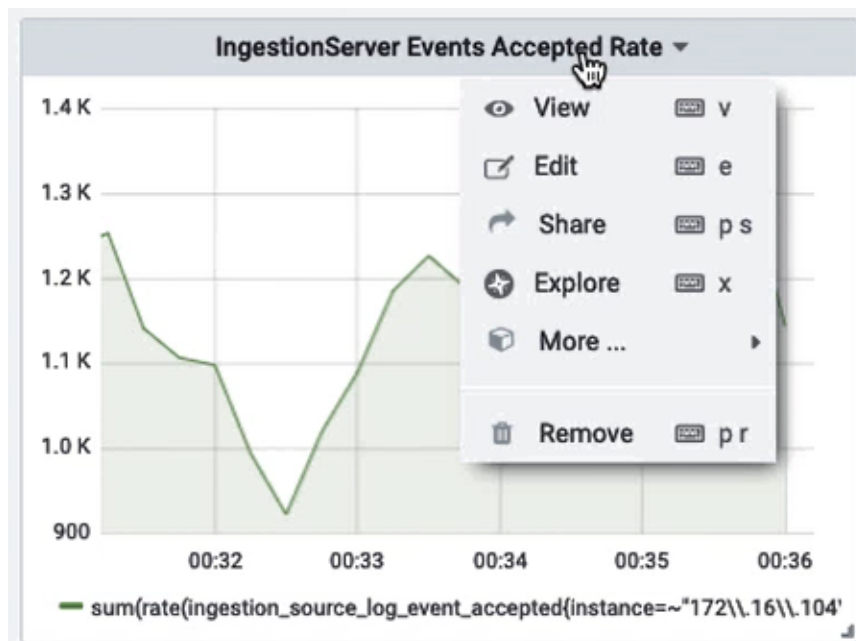 IngestionServer Events Accepted Rate
1.4 K
1.3 K
1.2 K
1.1 K
1.0 K
900
View v
Edit e
Share p s
Explore x
More ...
Remove p r
00:32 00:33 00:34 00:35 00:36
sum(rate(ingestion_source_log_event_accepted{instance=~"172\\.16\\.104"